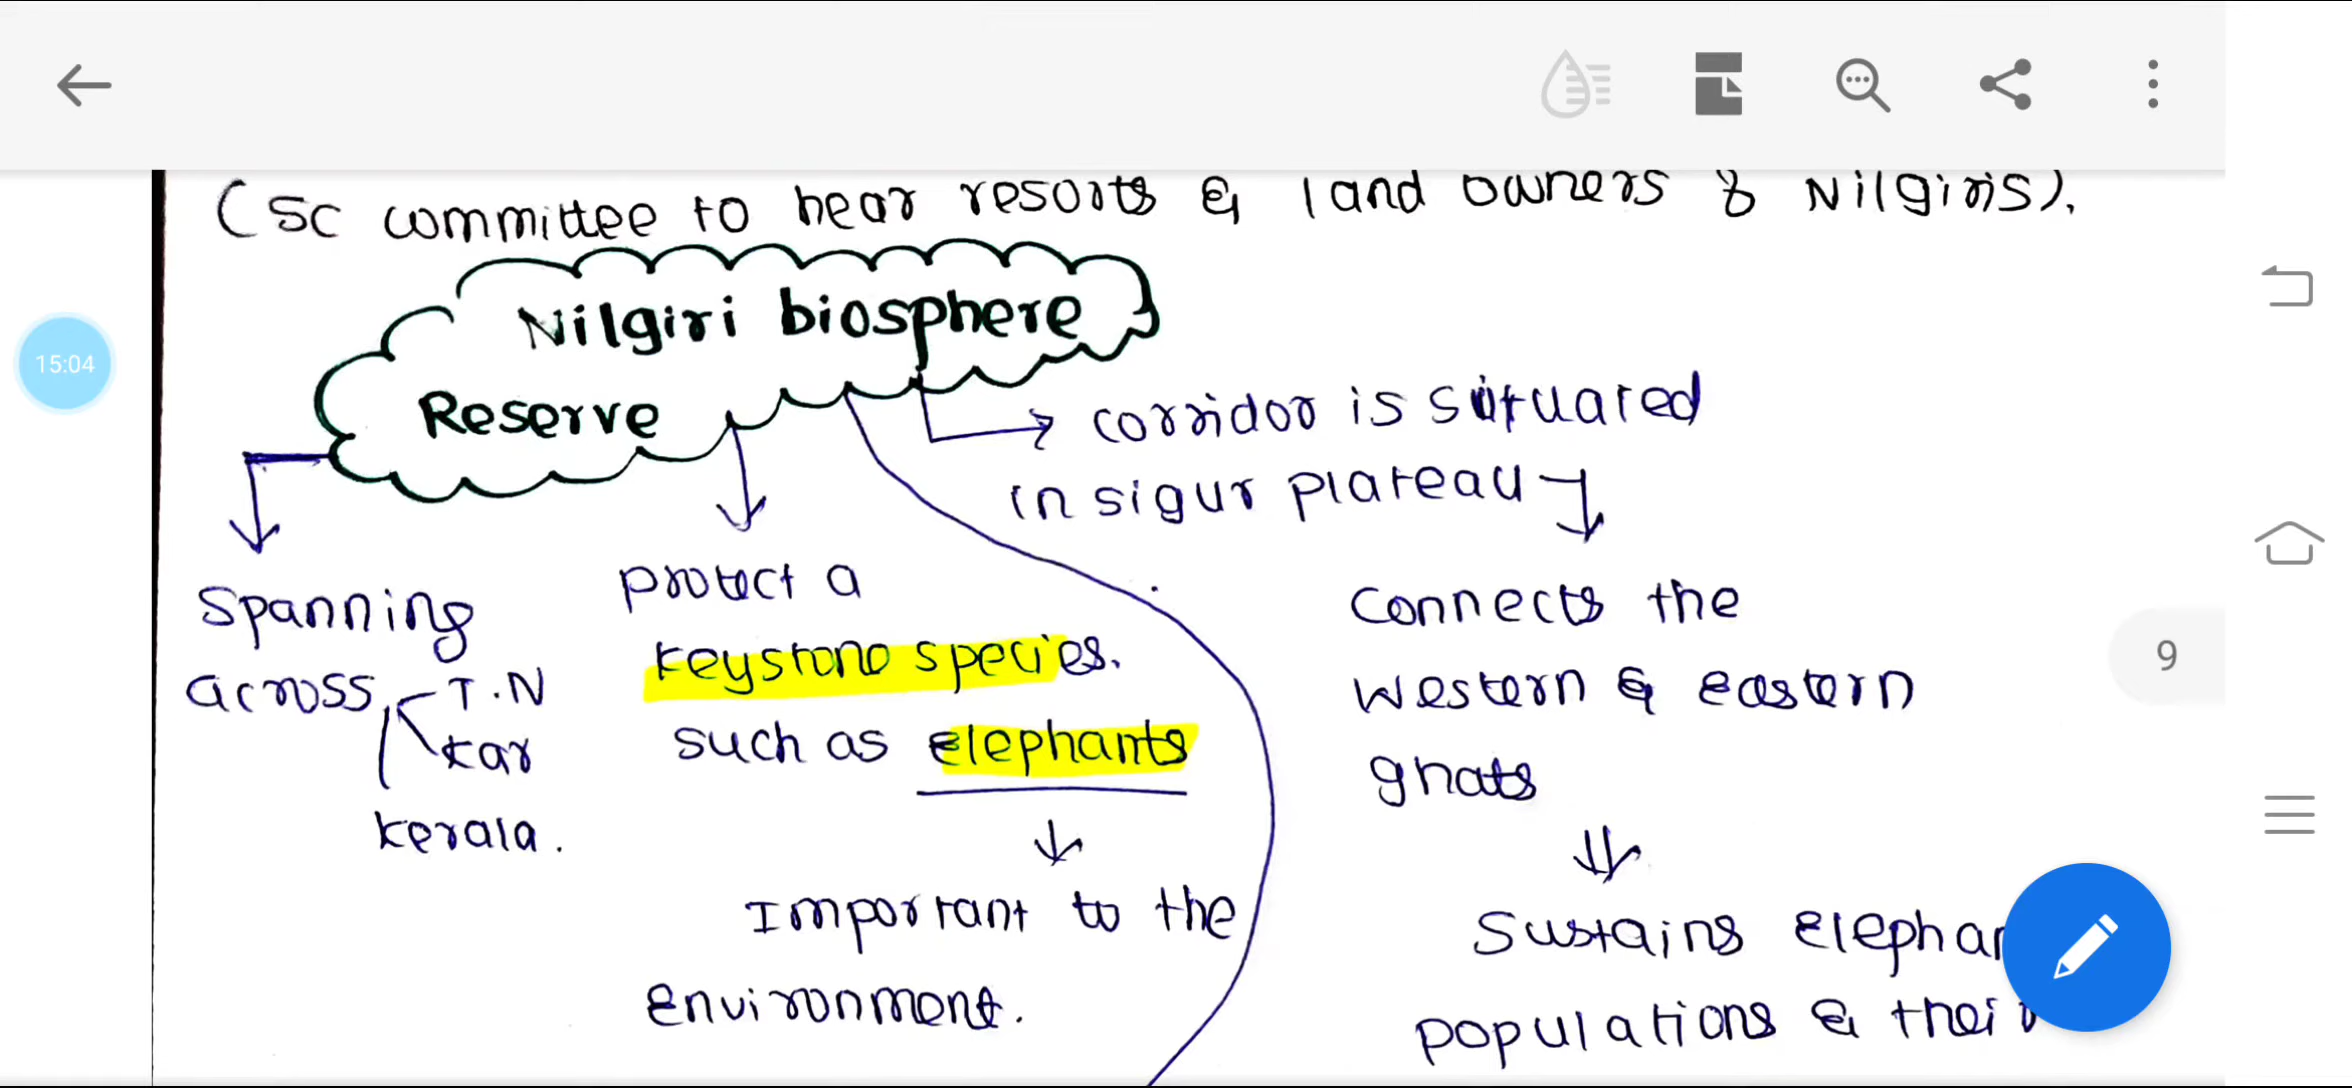 (SC committee to hear resorts & land owners & Nilgiris).
Nilgiri biosphere
Reserve
15:04
corridor is situated
in sigur plateau
Spanning
across
T.N
kar
kerala.
protect a
keystone species.
such as elephants
Important to the
environment.
connects the
western & eastern
ghats
9
sustains elephan
populations & their